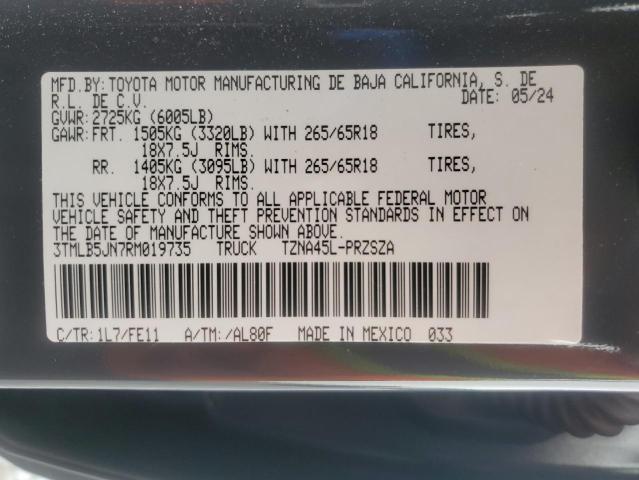 MFD.BY:TOYOTA MOTOR MANUFACTURING DE BAJA CALIFORNIA, S. DE
R.L. DE C.V. DATE: 05/24
GVWR:2725KG (6005LB)
GAWR:FRT. 1505KG (3320LB) WITH 265/65R18 TIRES,
18X7.5J RIMS.
RR. 1405KG (3095LB) WITH 265/65R18 TIRES,
18X7.5J RIMS.
THIS VEHICLE CONFORMS TO ALL APPLICABLE FEDERAL MOTOR
VEHICLE SAFETY AND THEFT PREVENTION STANDARDS IN EFFECT ON
THE DATE OF MANUFACTURE SHOWN ABOVE.
3TMLB5JN7RM019735 TRUCK TZNA45L-PRZSZA
C/TR:1L7/FE11 A/TM:/AL80F MADE IN MEXICO 033